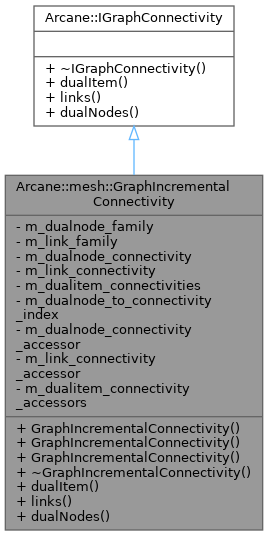 Arcane::IGraphConnectivity
+ ~IGraphConnectivity()
+ dualItem()
+ links()
+ dualNodes()
Arcane::mesh::GraphIncremental
Connectivity
- m_dualnode_family
- m_link_family
- m_dualnode_connectivity
- m_link_connectivity
- m_dualitem_connectivities
- m_dualnode_to_connectivity
_index
- m_dualnode_connectivity
_accessor
- m_link_connectivity
_accessor
- m_dualitem_connectivity
_accessors
+ GraphIncrementalConnectivity()
+ GraphIncrementalConnectivity()
+ GraphIncrementalConnectivity()
+ ~GraphIncrementalConnectivity()
+ dualItem()
+ links()
+ dualNodes()